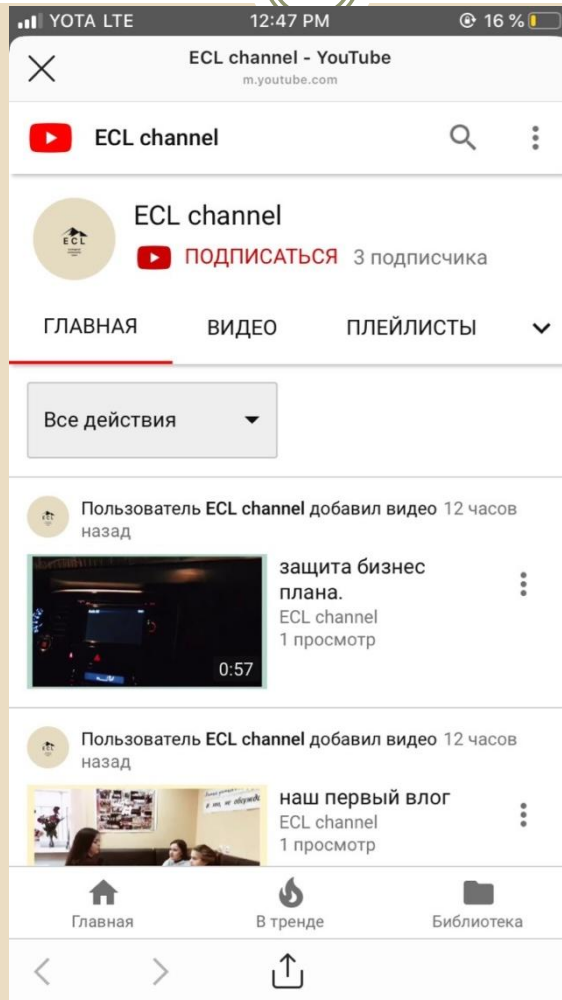 YOTA LTE 12:47 PM 16 %
ECL channel - YouTube
m.youtube.com
ECL channel
ECL
ECL channel
ПОДПИСАТЬСЯ 3 подписчика
ГЛАВНАЯ ВИДЕО ПЛЕЙЛИСТЫ
Все действия
Пользователь ECL channel добавил видео 12 часов
назад
защита бизнес
плана.
ECL channel
1 просмотр
0:57
Пользователь ECL channel добавил видео 12 часов
назад
наш первый влог
ECL channel
1 просмотр
Главная В тренде Библиотека